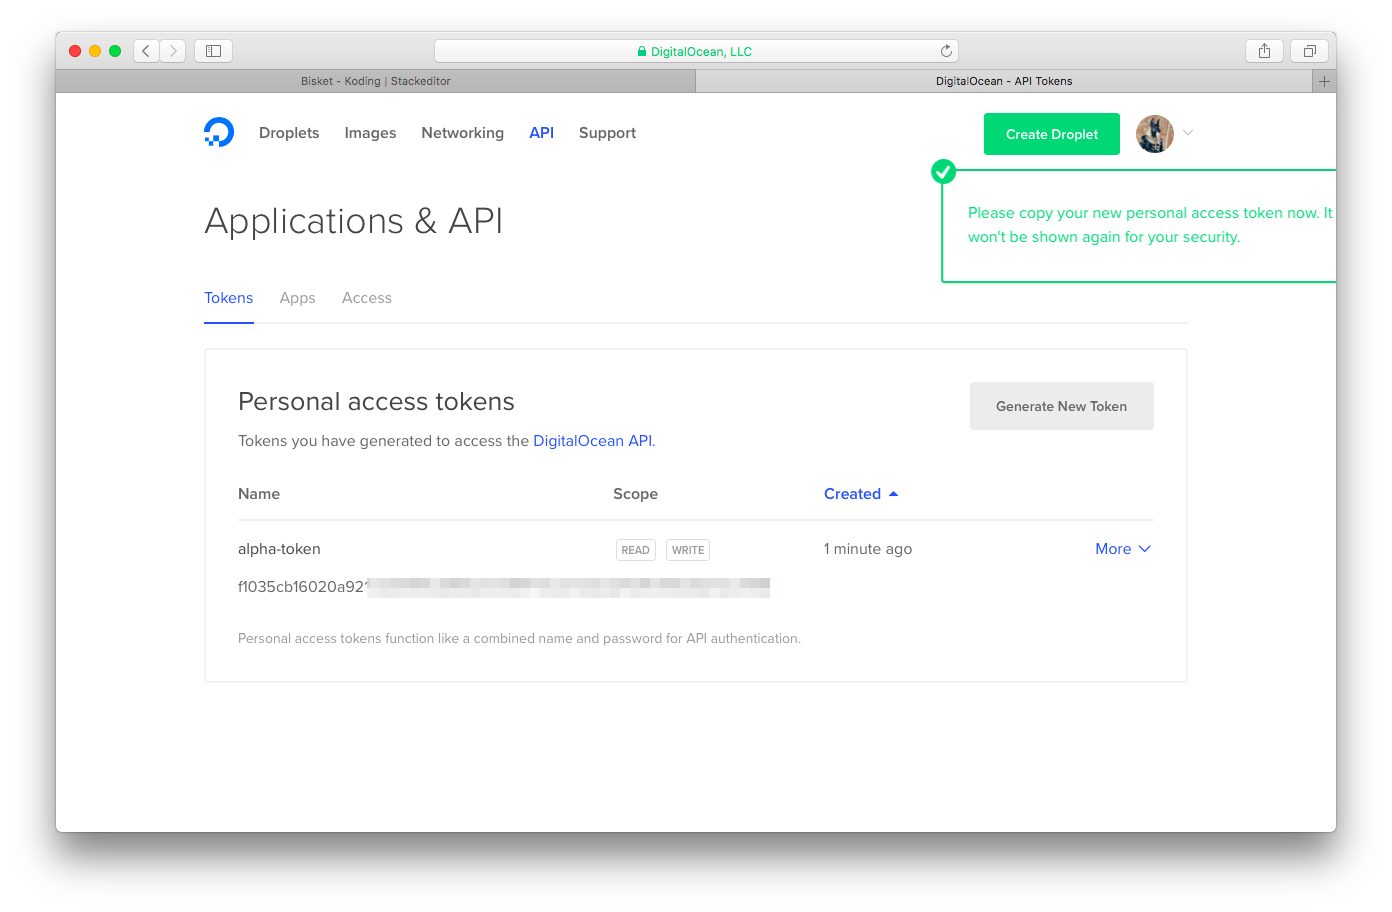 DigitalOcean, LLC
Bisket - Koding | Stackeditor
DigitalOcean - API Tokens
Droplets Images Networking API Support
Create Droplet
Please copy your new personal access token now. It
won't be shown again for your security.
Applications & API
Tokens Apps Access
Personal access tokens
Generate New Token
Tokens you have generated to access the DigitalOcean API.
Name Scope Created
alpha-token READ WRITE 1 minute ago More
f1035cb16020a92
Personal access tokens function like a combined name and password for API authentication.